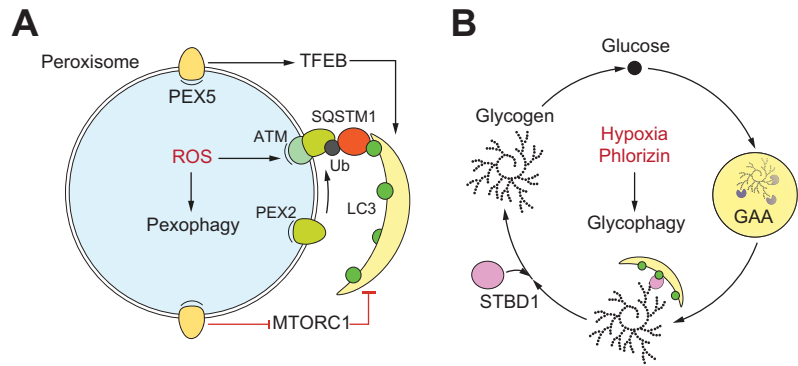 A
Peroxisome
PEX5
TFEB
SQSTM1
ATM
Ub
ROS
Pexophagy
PEX2
LC3
MTORC1
B
Glucose
Glycogen
Hypoxia
Phlorizin
Glycophagy
GAA
STBD1